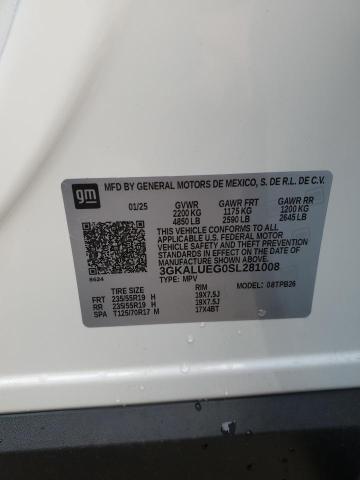 gm
MFD BY GENERAL MOTORS DE MEXICO, S. DE R.L. DE C.V.
01/25 GVWR GAWR FRT GAWR RR
2200 KG 1175 KG 1200 KG
4850 LB 2590 LB 2645 LB
THIS VEHICLE CONFORMS TO ALL
APPLICABLE U.S. FEDERAL MOTOR
VEHICLE SAFETY, BUMPER, AND THEFT
PREVENTION STANDARDS IN EFFECT ON
THE DATE OF MANUFACTURE SHOWN ABOVE.
3GKALUEG0SL281008
TYPE: MPV MODEL: 08TPB26
TIRE SIZE RIM
FRT 235/55R19 H 19X7.5J
RR 235/55R19 H 19X7.5J
SPA T125/70R17 M 17X4BT